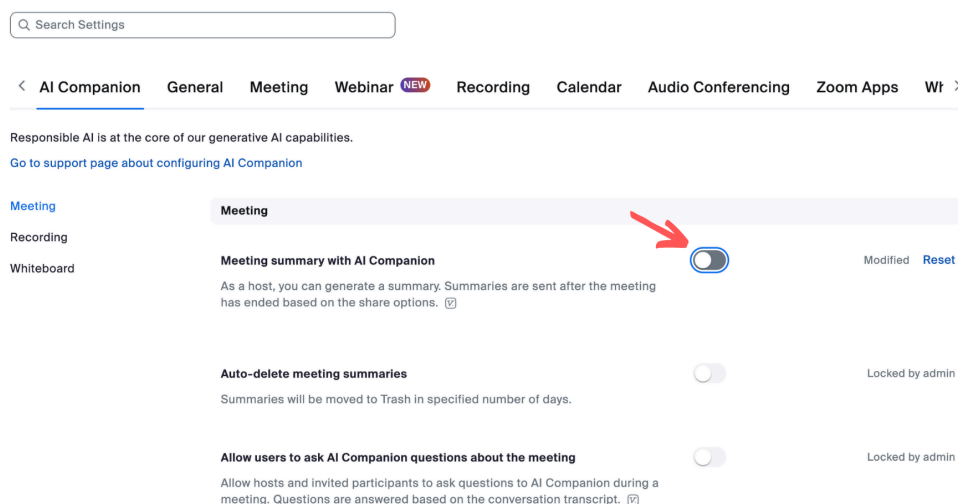 Search Settings
AI Companion General Meeting Webinar NEW Recording Calendar Audio Conferencing Zoom Apps
Responsible AI is at the core of our generative AI capabilities.
Go to support page about configuring AI Companion
Meeting
Recording
Whiteboard
Meeting
Meeting summary with AI Companion
Modified Reset
As a host, you can generate a summary. Summaries are sent after the meeting
has ended based on the share options.
Auto-delete meeting summaries
Locked by admin
Summaries will be moved to Trash in specified number of days.
Allow users to ask AI Companion questions about the meeting
Locked by admin
Allow hosts and invited participants to ask questions to AI Companion during a
meeting. Questions are answered based on the conversation transcript.